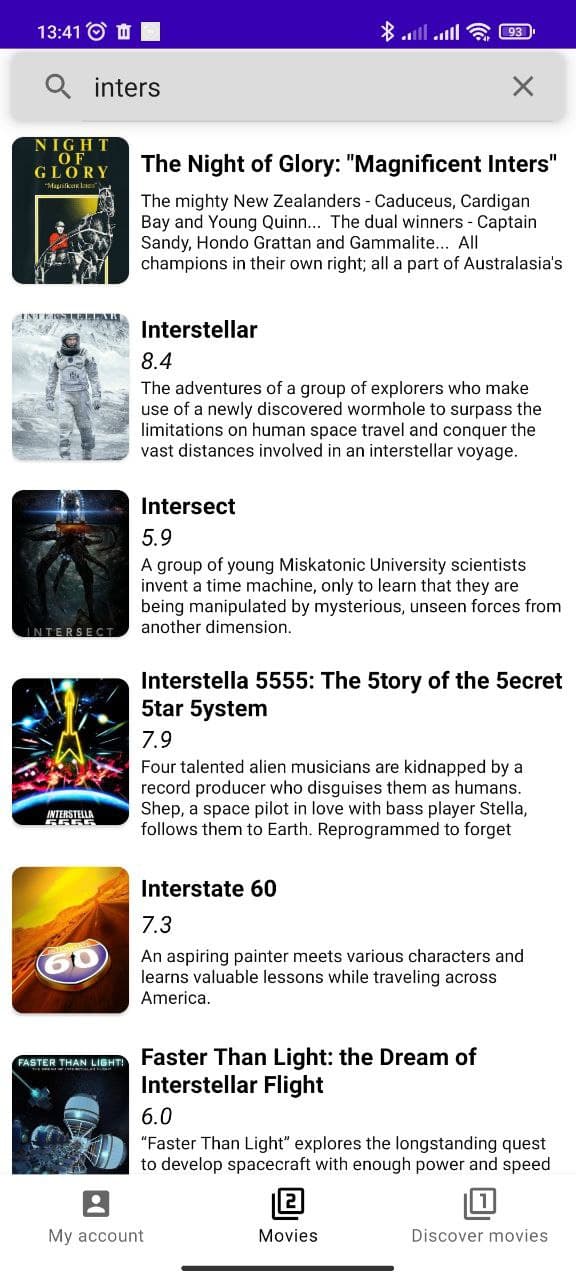 13:41
93
inters
NIGHT
OF
GLORY
"Magnificent Inters"
The Night of Glory: "Magnificent Inters"
The mighty New Zealanders - Caduceus, Cardigan
Bay and Young Quinn...  The dual winners - Captain
Sandy, Hondo Grattan and Gammalite...  All
champions in their own right; all a part of Australasia's
INTERSTELLAR
Interstellar
8.4
The adventures of a group of explorers who make
use of a newly discovered wormhole to surpass the
limitations on human space travel and conquer the
vast distances involved in an interstellar voyage.
INTERSECT
Intersect
5.9
A group of young Miskatonic University scientists
invent a time machine, only to learn that they are
being manipulated by mysterious, unseen forces from
another dimension.
INTERSTELLA
5555
Interstella 5555: The 5tory of the 5ecret
5tar 5ystem
7.9
Four talented alien musicians are kidnapped by a
record producer who disguises them as humans.
Shep, a space pilot in love with bass player Stella,
follows them to Earth. Reprogrammed to forget
60
Interstate 60
7.3
An aspiring painter meets various characters and
learns valuable lessons while traveling across
America.
FASTER THAN LIGHT!
THE DREAM OF INTERSTELLAR FLIGHT
Faster Than Light: the Dream of
Interstellar Flight
6.0
“Faster Than Light” explores the longstanding quest
to develop spacecraft with enough power and speed
2
1
My account
Movies
Discover movies